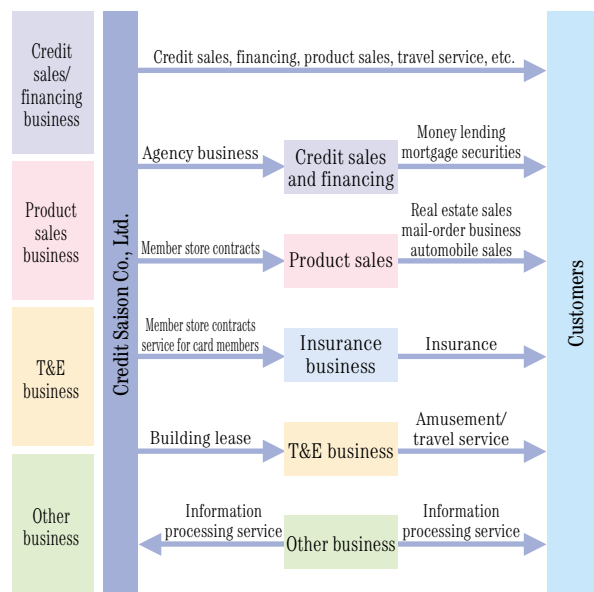 Credit
sales/
financing
business
Product
sales
business
T&E
business
Other
business
Credit Saison Co., Ltd.
Credit sales, financing, product sales, travel service, etc.
Agency business
Credit sales
and financing
Money lending
mortgage securities
Member store contracts
Product sales
Real estate sales
mail-order business
automobile sales
Member store contracts
service for card members
Insurance
business
Insurance
Building lease
T&E business
Amusement/
travel service
Information
processing service
Other business
Information
processing service
Customers